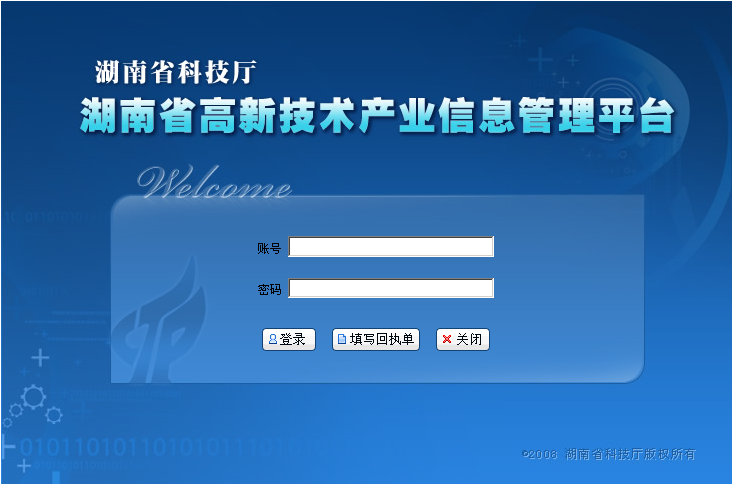 湖南省科技厅
湖南省高新技术产业信息管理平台
Welcome
账号
密码
登录 填写回执单 关闭
©2008 湖南省科技厅版权所有